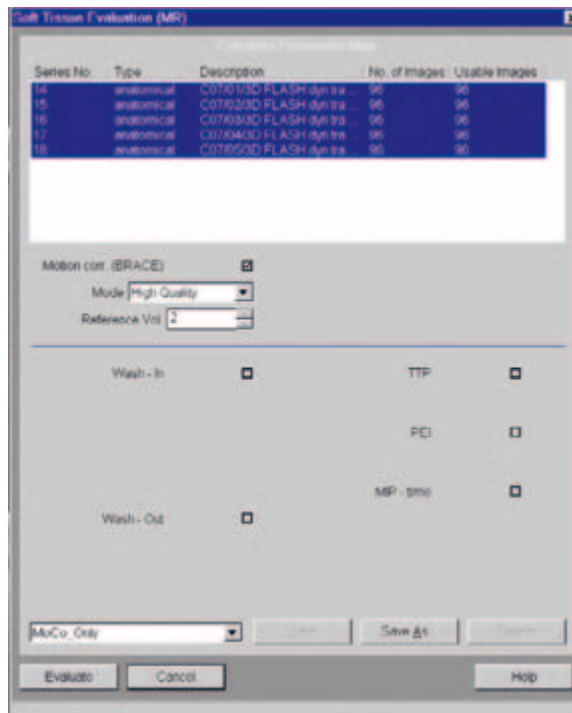 Soft Tissue Evaluation (MR)
Series No. Type Description No. of Images Usable Images
14 anatomical C07/01/3D FLASH dyn tra ... 96 96
15 anatomical C07/02/3D FLASH dyn tra ... 96 96
16 anatomical C07/03/3D FLASH dyn tra ... 96 96
17 anatomical C07/04/3D FLASH dyn tra ... 96 96
18 anatomical C07/05/3D FLASH dyn tra ... 96 96
Motion corr. (BRACE)
Mode High Quality
Reference Vol 2
Wash - In TTP
PEI
MIP - time
Wash - Out
MoCo_Only Save As
Evaluate Cancel Help